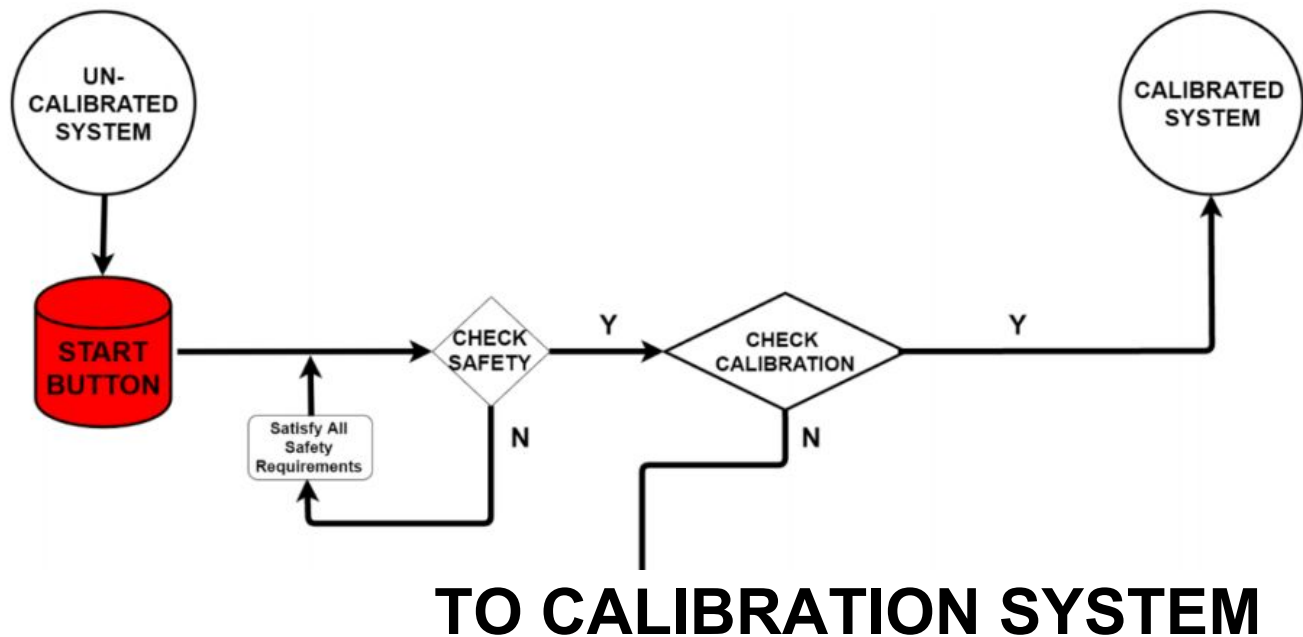 UN-
CALIBRATED
SYSTEM
CALIBRATED
SYSTEM
START
BUTTON
CHECK
SAFETY
Y
CHECK
CALIBRATION
Y
Satisfy All
Safety
Requirements
N
N
TO CALIBRATION SYSTEM